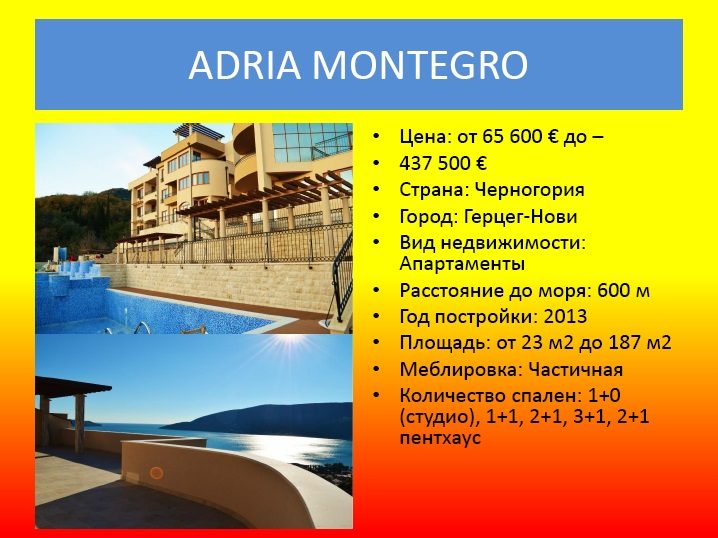 ADRIA MONTEGRO
• Цена: от 65 600 € до –
• 437 500 €
• Страна: Черногория
• Город: Герцег-Нови
• Вид недвижимости:
Апартаменты
• Расстояние до моря: 600 м
• Год постройки: 2013
• Площадь: от 23 м2 до 187 м2
• Меблировка: Частичная
• Количество спален: 1+0
(студио), 1+1, 2+1, 3+1, 2+1
пентхаус